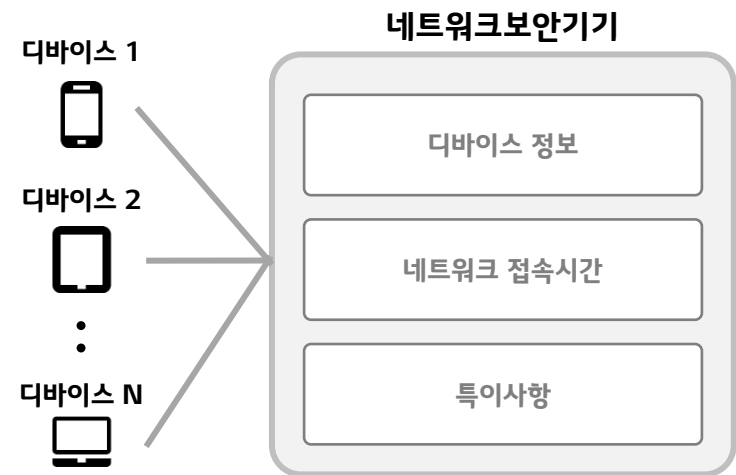 네트워크보안기기
디바이스 1
디바이스 정보
디바이스 2
네트워크 접속시간
디바이스 N
특이사항